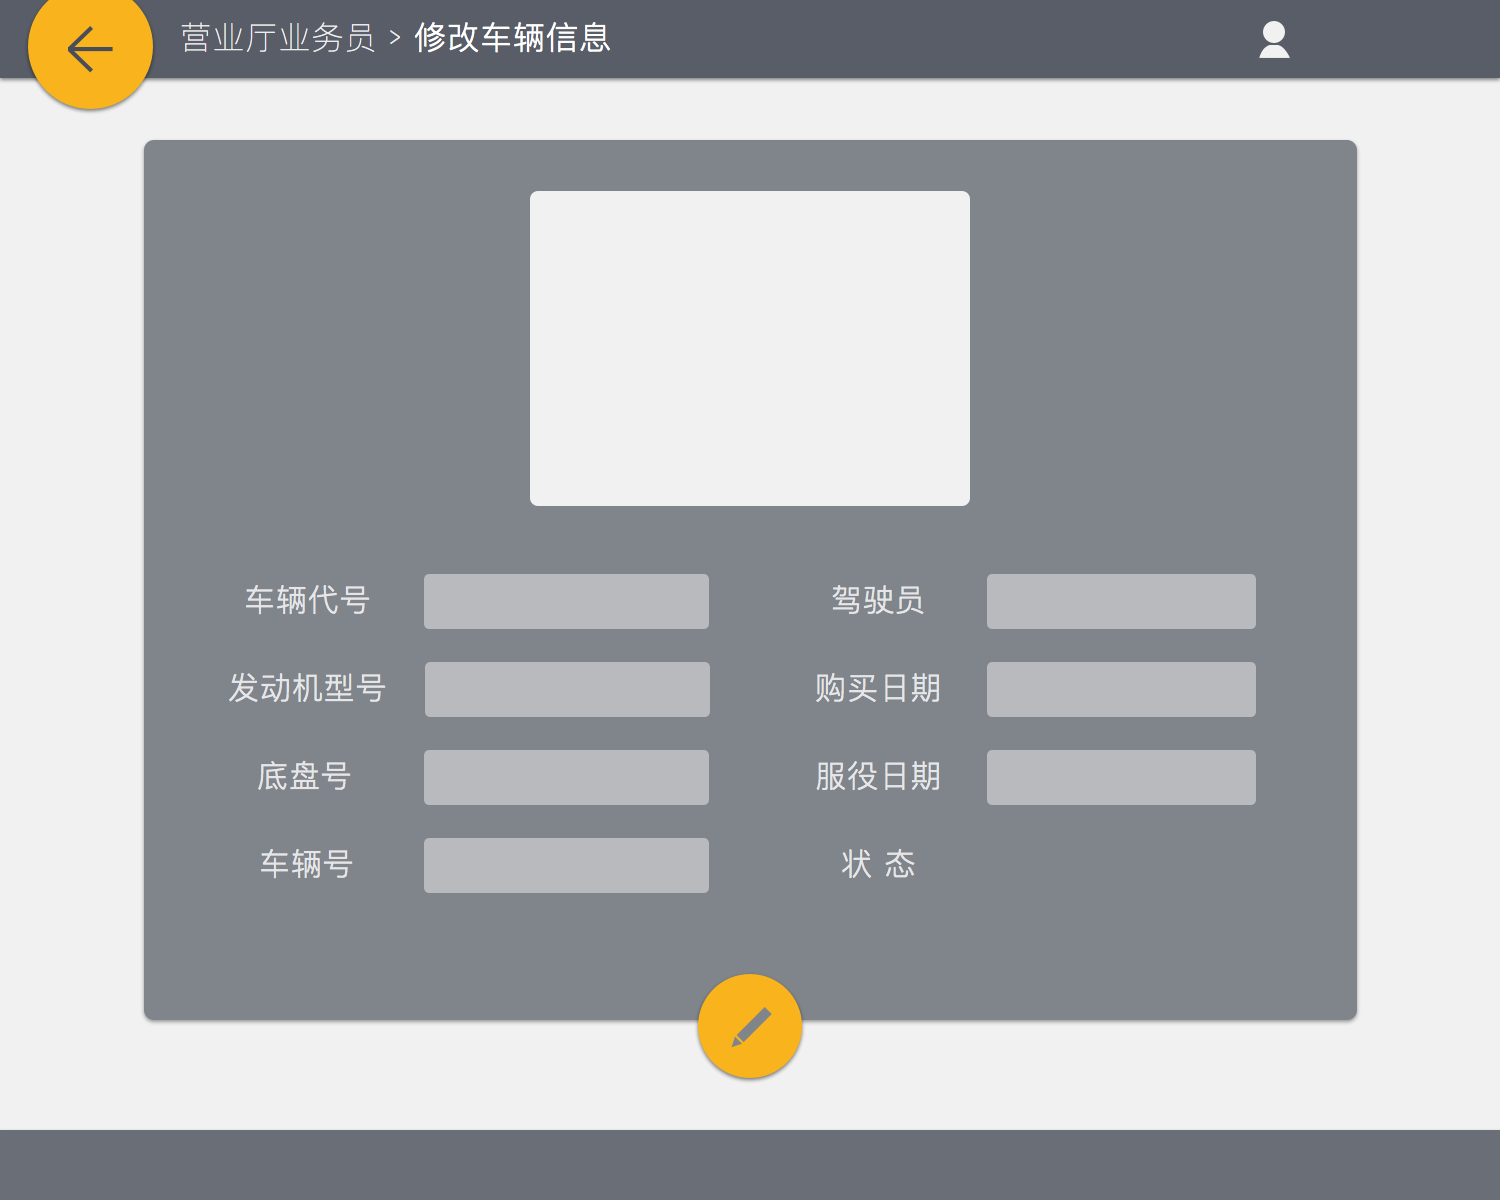 营业厅业务员 > 修改车辆信息
车辆代号 驾驶员
发动机型号 购买日期
底盘号 服役日期
车辆号 状 态